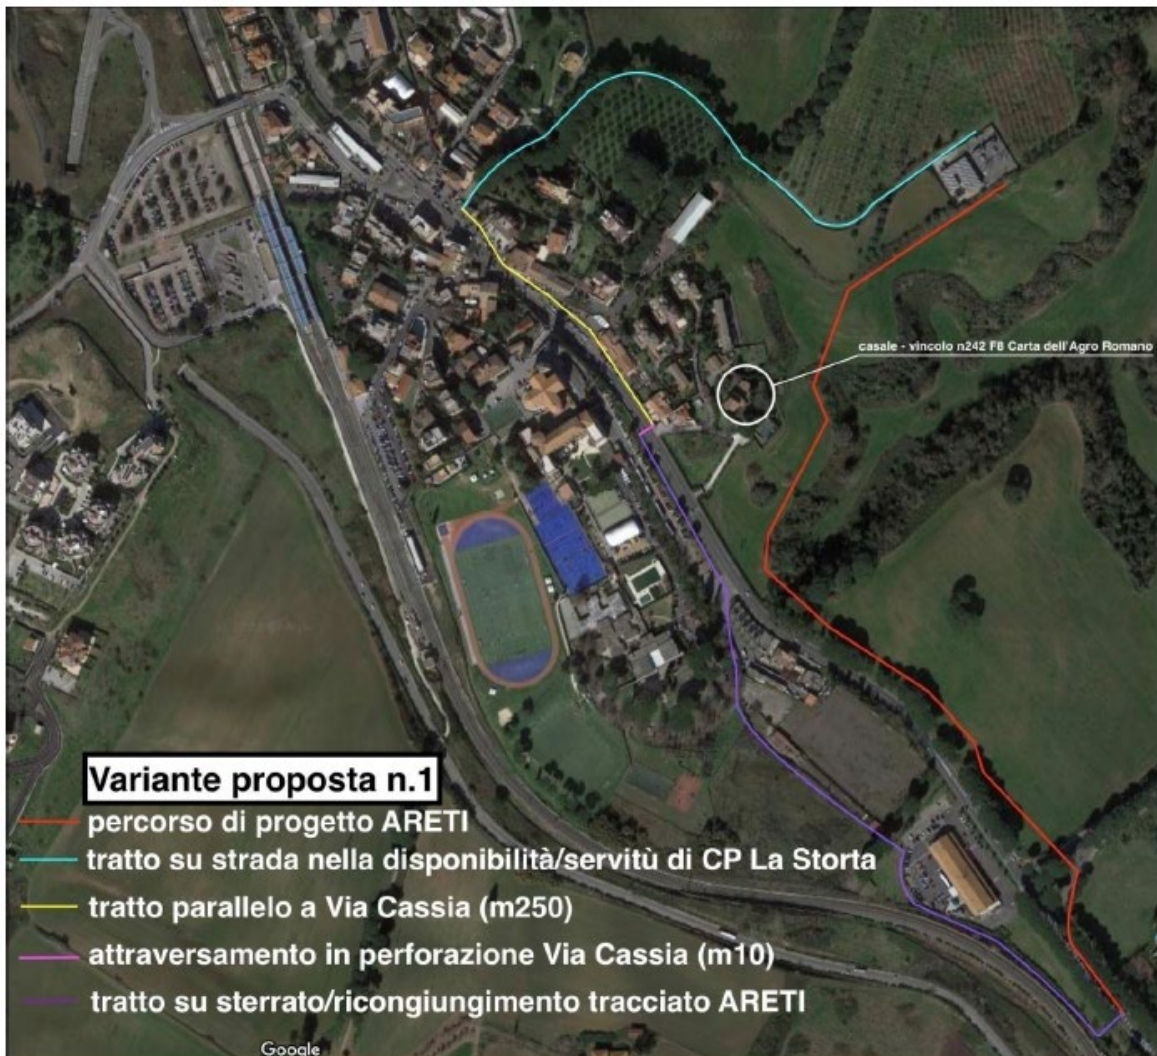 casale - vincolo n242 F8 Carta dell'Agro Romano
Variante proposta n.1
percorso di progetto ARETI
tratto su strada nella disponibilità/servitù di CP La Storta
tratto parallelo a Via Cassia (m250)
attraversamento in perforazione Via Cassia (m10)
tratto su sterrato/ricongiungimento tracciato ARETI
Google